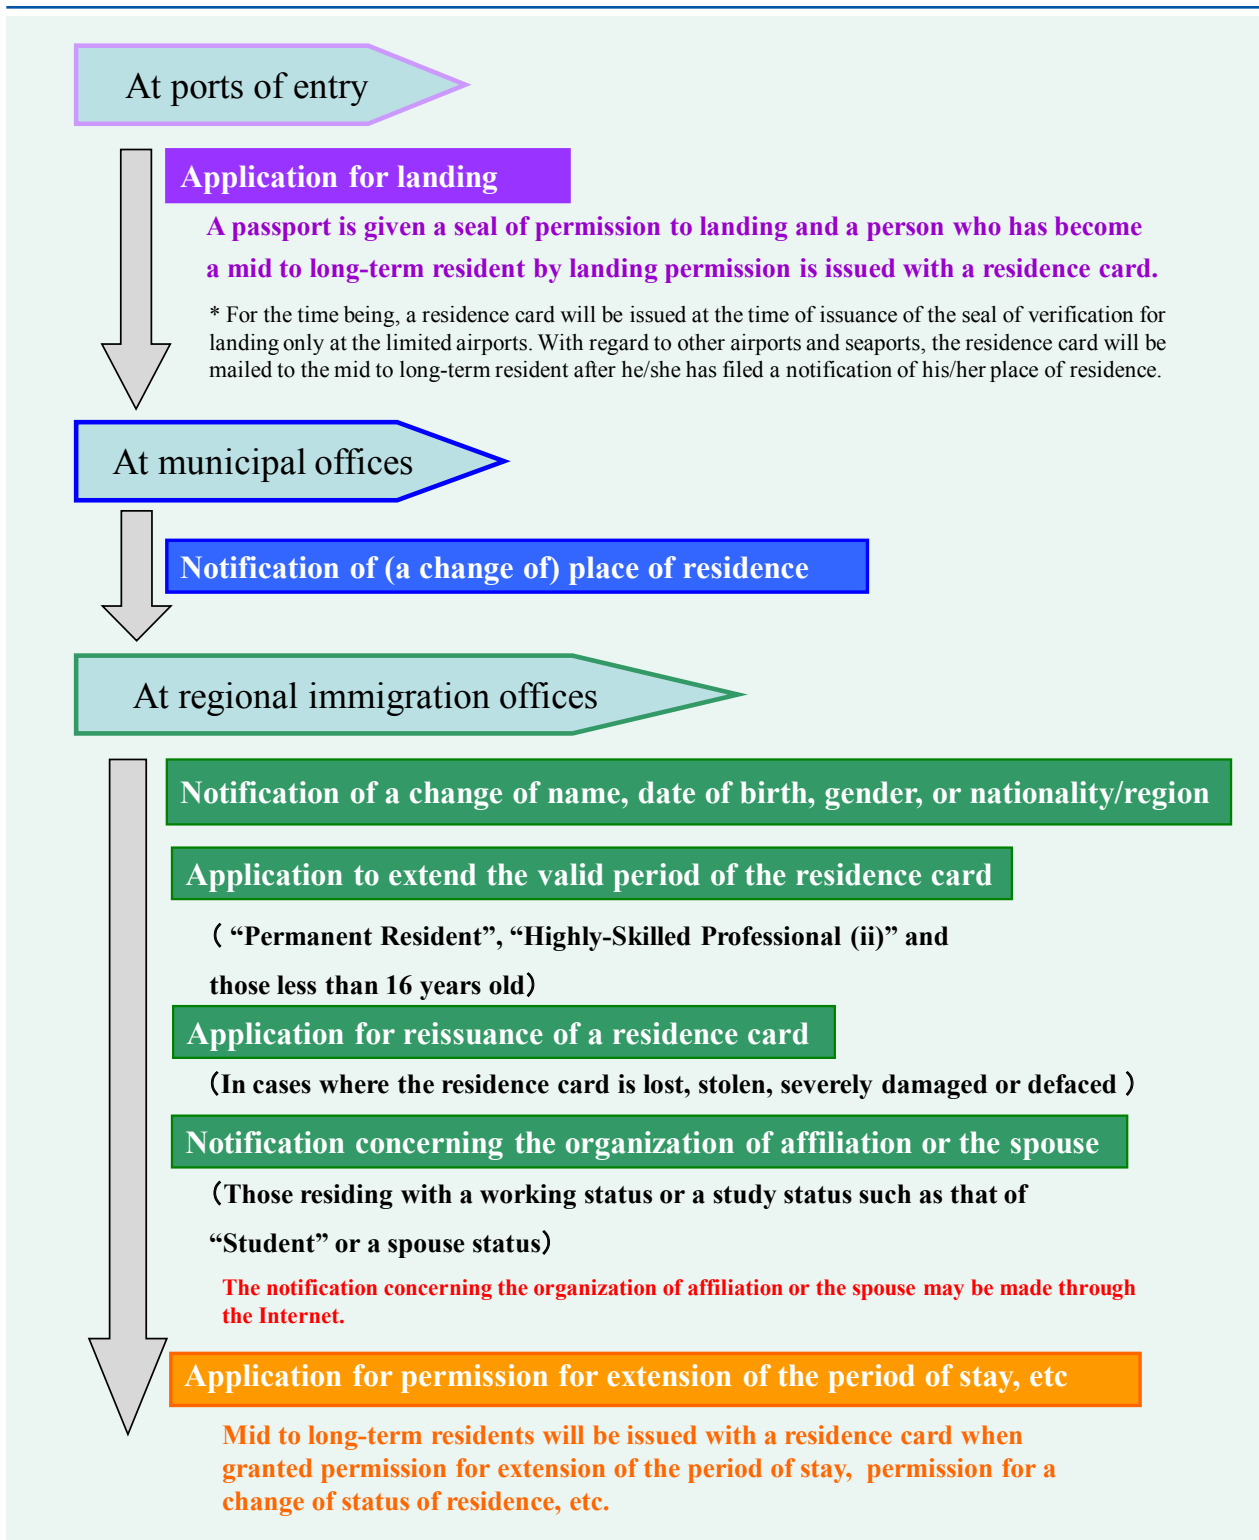 At ports of entry
Application for landing
A passport is given a seal of permission to landing and a person who has become
a mid to long-term resident by landing permission is issued with a residence card.
* For the time being, a residence card will be issued at the time of issuance of the seal of verification for
landing only at the limited airports. With regard to other airports and seaports, the residence card will be
mailed to the mid to long-term resident after he/she has filed a notification of his/her place of residence.
At municipal offices
Notification of (a change of) place of residence
At regional immigration offices
Notification of a change of name, date of birth, gender, or nationality/region
Application to extend the valid period of the residence card
（ “Permanent Resident”, “Highly-Skilled Professional (ii)” and
those less than 16 years old）
Application for reissuance of a residence card
（In cases where the residence card is lost, stolen, severely damaged or defaced ）
Notification concerning the organization of affiliation or the spouse
（Those residing with a working status or a study status such as that of
“Student” or a spouse status）
The notification concerning the organization of affiliation or the spouse may be made through
the Internet.
Application for permission for extension of the period of stay, etc
Mid to long-term residents will be issued with a residence card when
granted permission for extension of the period of stay,  permission for a
change of status of residence, etc.